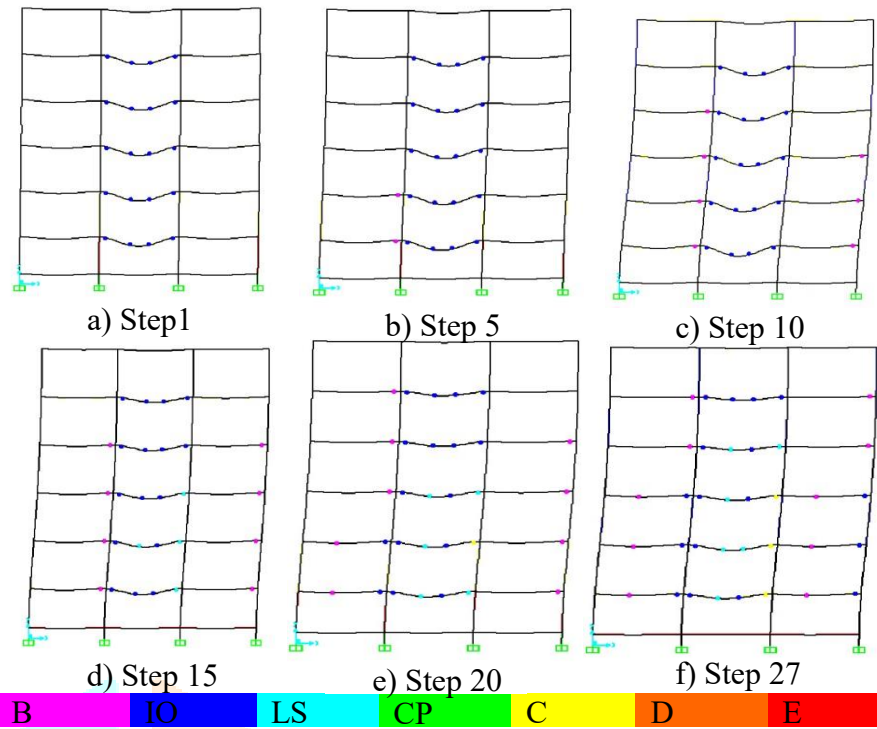 a) Step1
b) Step 5
c) Step 10
d) Step 15
e) Step 20
f) Step 27
B IO LS CP C D E